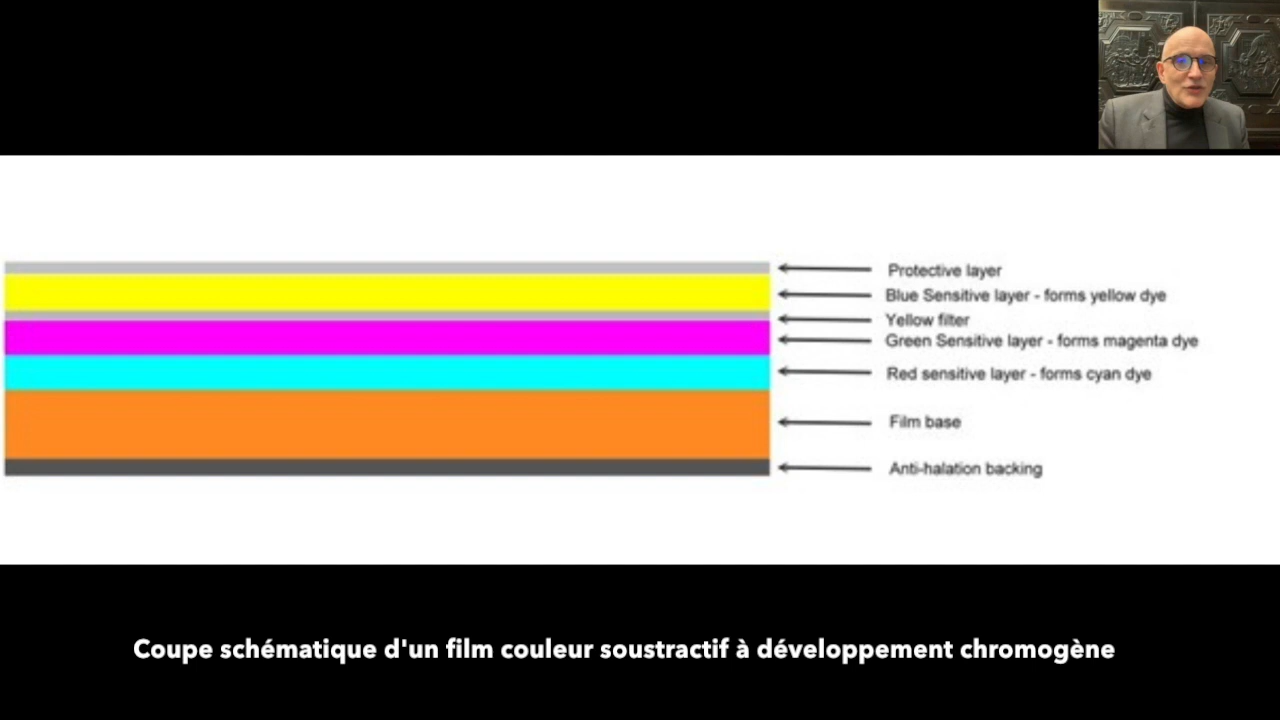 Protective layer
Blue Sensitive layer - forms yellow dye
Yellow filter
Green Sensitive layer - forms magenta dye
Red sensitive layer - forms cyan dye
Film base
Anti-halation backing
Coupe schématique d'un film couleur soustractif à développement chromogène